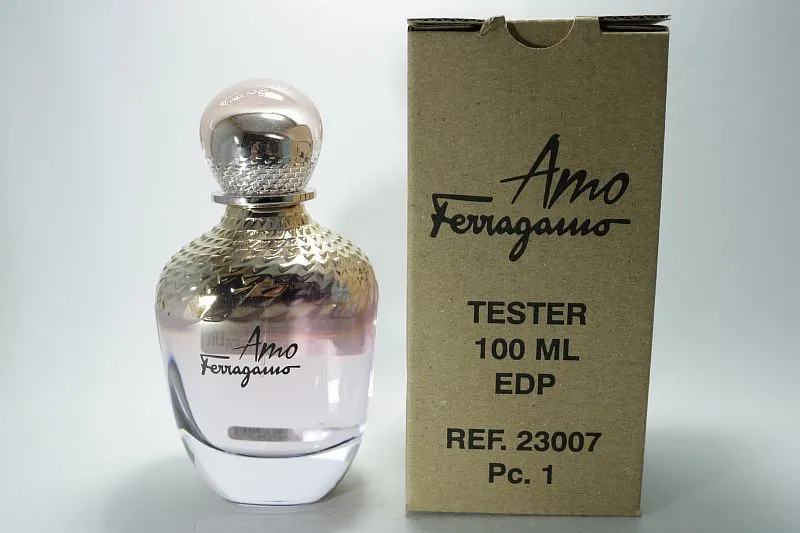 Amo
Ferragamo
Amo
Ferragamo
TESTER
100 ML
EDP
REF. 23007
Pc. 1